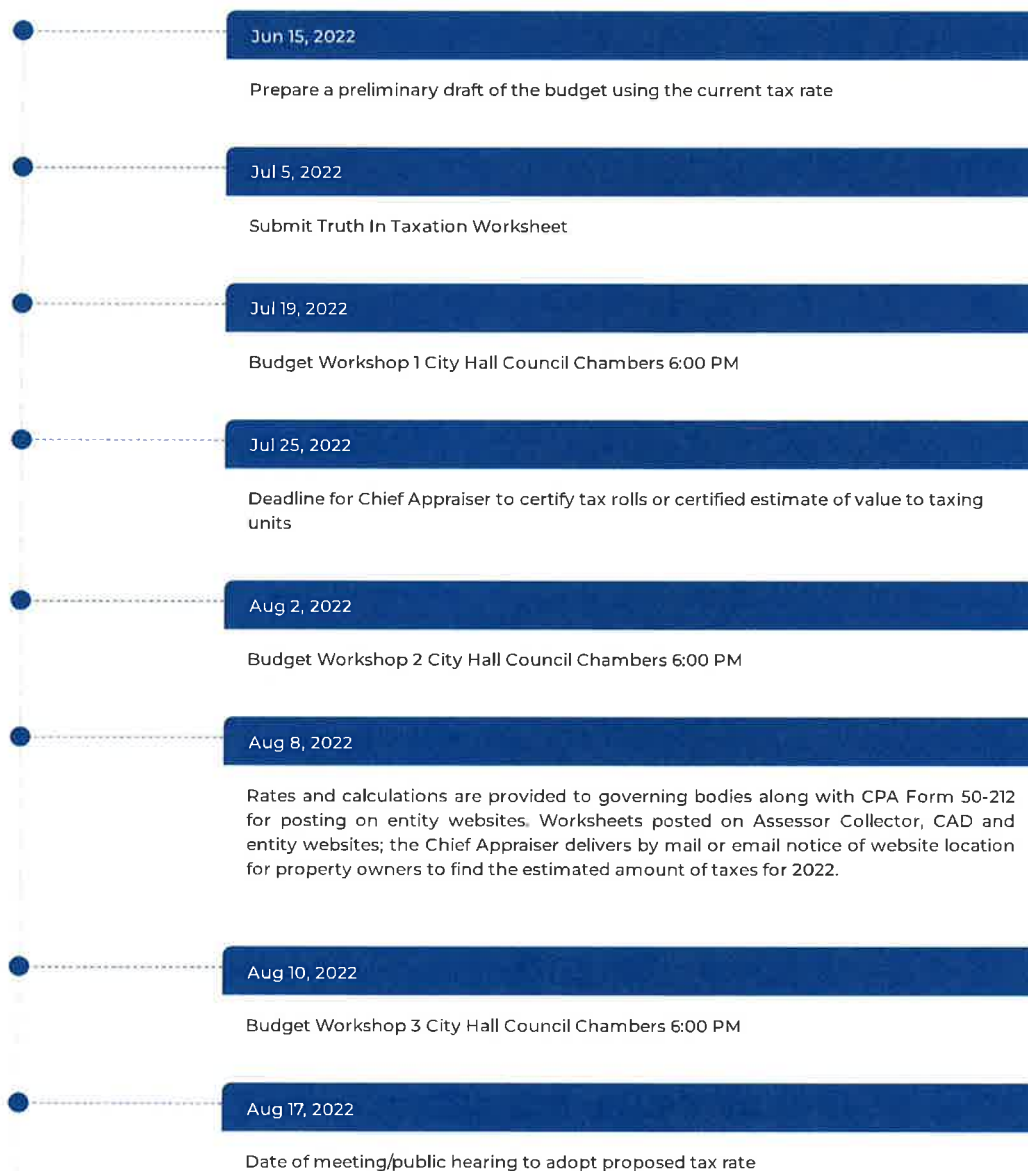 Jun 15, 2022
Prepare a preliminary draft of the budget using the current tax rate
Jul 5, 2022
Submit Truth In Taxation Worksheet
Jul 19, 2022
Budget Workshop 1 City Hall Council Chambers 6:00 PM
Jul 25, 2022
Deadline for Chief Appraiser to certify tax rolls or certified estimate of value to taxing
units
Aug 2, 2022
Budget Workshop 2 City Hall Council Chambers 6:00 PM
Aug 8, 2022
Rates and calculations are provided to governing bodies along with CPA Form 50-212
for posting on entity websites. Worksheets posted on Assessor Collector, CAD and
entity websites; the Chief Appraiser delivers by mail or email notice of website location
for property owners to find the estimated amount of taxes for 2022.
Aug 10, 2022
Budget Workshop 3 City Hall Council Chambers 6:00 PM
Aug 17, 2022
Date of meeting/public hearing to adopt proposed tax rate